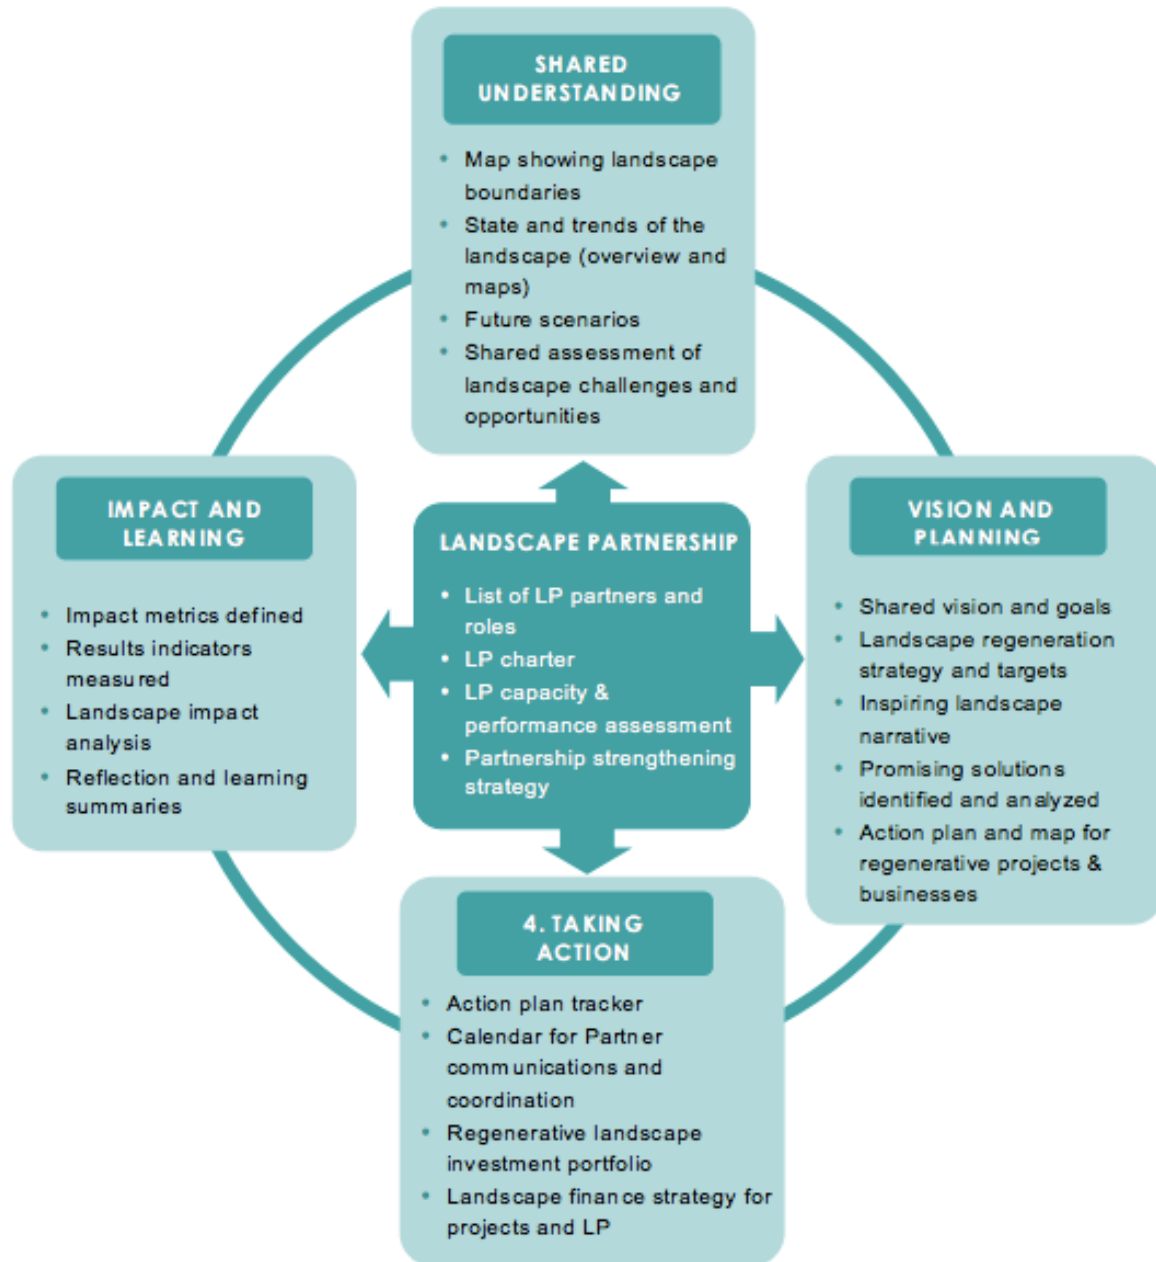 SHARED
UNDERSTANDING
• Map showing landscape
boundaries
• State and trends of the
landscape (overview and
maps)
• Future scenarios
• Shared assessment of
landscape challenges and
opportunities
IMPACT AND
LEARNING
• Impact metrics defined
• Results indicators
measured
• Landscape impact
analysis
• Reflection and learning
summaries
LANDSCAPE PARTNERSHIP
• List of LP partners and
roles
• LP charter
• LP capacity &
performance assessment
• Partnership strengthening
strategy
VISION AND
PLANNING
• Shared vision and goals
• Landscape regeneration
strategy and targets
• Inspiring landscape
narrative
• Promising solutions
identified and analyzed
• Action plan and map for
regenerative projects &
businesses
4. TAKING
ACTION
• Action plan tracker
• Calendar for Partner
communications and
coordination
• Regenerative landscape
investment portfolio
• Landscape finance strategy for
projects and LP